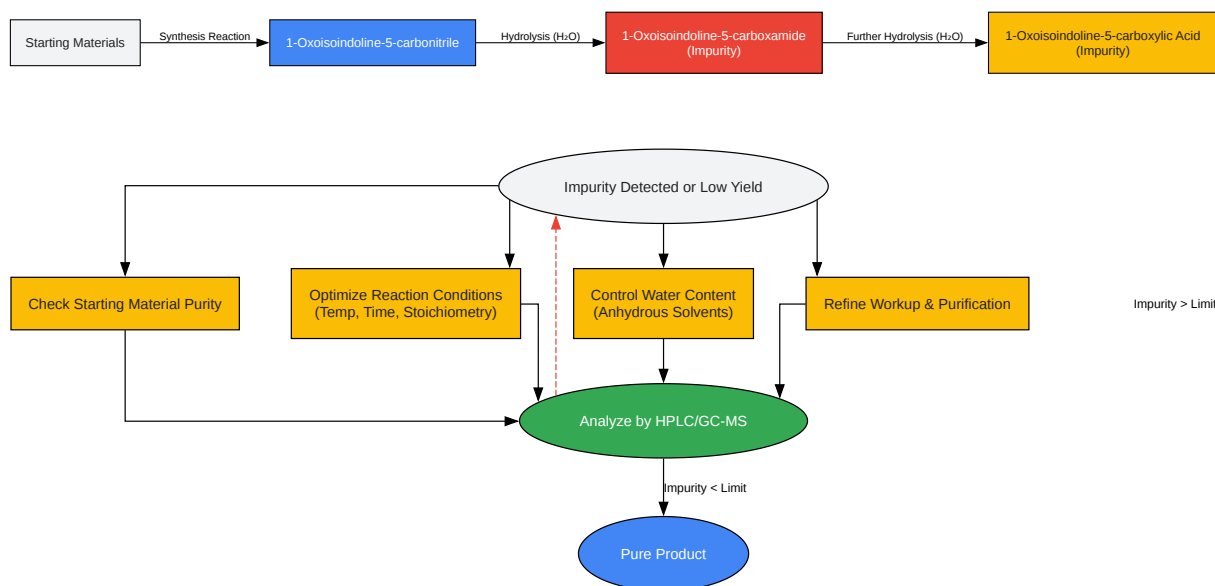 Starting Materials
Synthesis Reaction
1-Oxoisoindoline-5-carbonitrile
Hydrolysis (H₂O)
1-Oxoisoindoline-5-carboxamide
(Impurity)
Further Hydrolysis (H₂O)
1-Oxoisoindoline-5-carboxylic Acid
(Impurity)
Impurity Detected or Low Yield
Check Starting Material Purity
Optimize Reaction Conditions
(Temp, Time, Stoichiometry)
Control Water Content
(Anhydrous Solvents)
Refine Workup & Purification
Impurity > Limit
Analyze by HPLC/GC-MS
Impurity < Limit
Pure Product